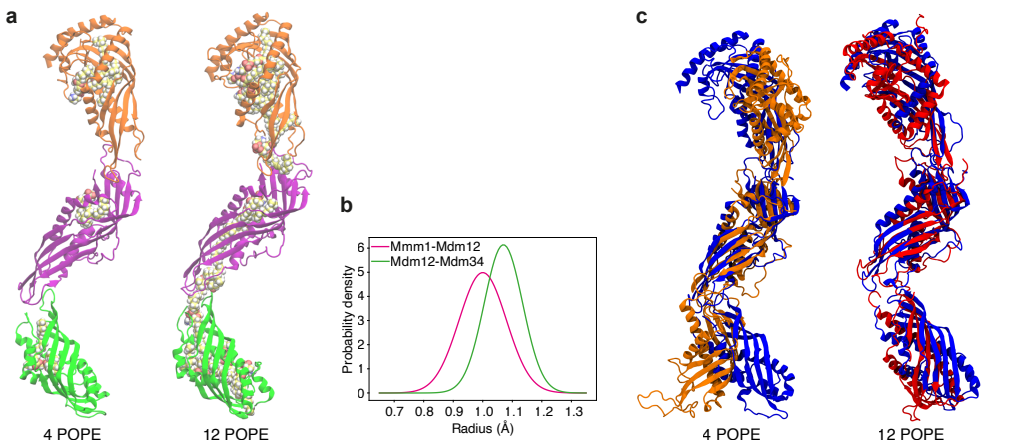 a
4 POPE
12 POPE
b
Mmm1-Mdm12
Mdm12-Mdm34
Probability density
6
5
4
3
2
1
0
0.7 0.8 0.9 1.0 1.1 1.2 1.3
Radius (Å)
c
4 POPE
12 POPE